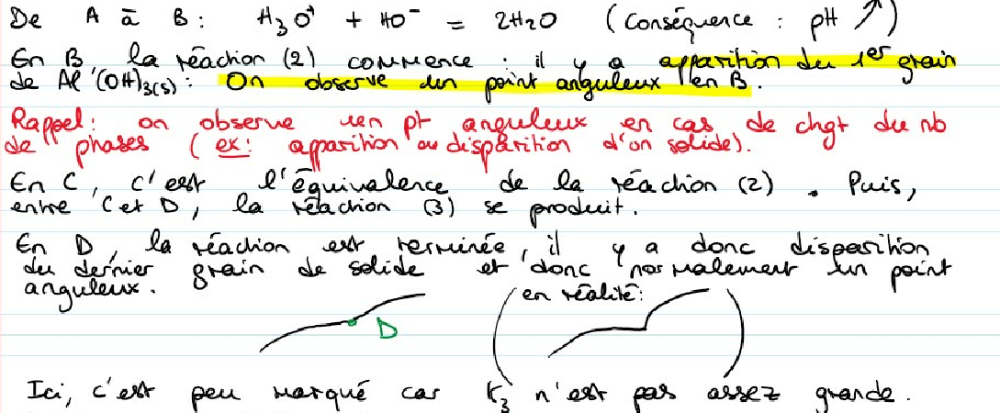 De A à B : H₃O⁺ + HO⁻ = 2H₂O (Conséquence : pH ↗)
En B la réaction (2) commence : il y a apparition du 1er grain
de Al(OH)₃(s) : On observe un point anguleux en B.
Rappel : on observe un pt anguleux en cas de chgt du nb
de phases (ex : apparition ou disparition d'un solide).
En C, c'est l'équivalence de la réaction (2). Puis,
entre C et D, la réaction (3) se produit.
En D, la réaction est terminée, il y a donc disparition
du dernier grain de solide et donc normalement un point
anguleux.
(en réalité :
D
)
Ici, c'est peu marqué car K₃ n'est pas assez grande.